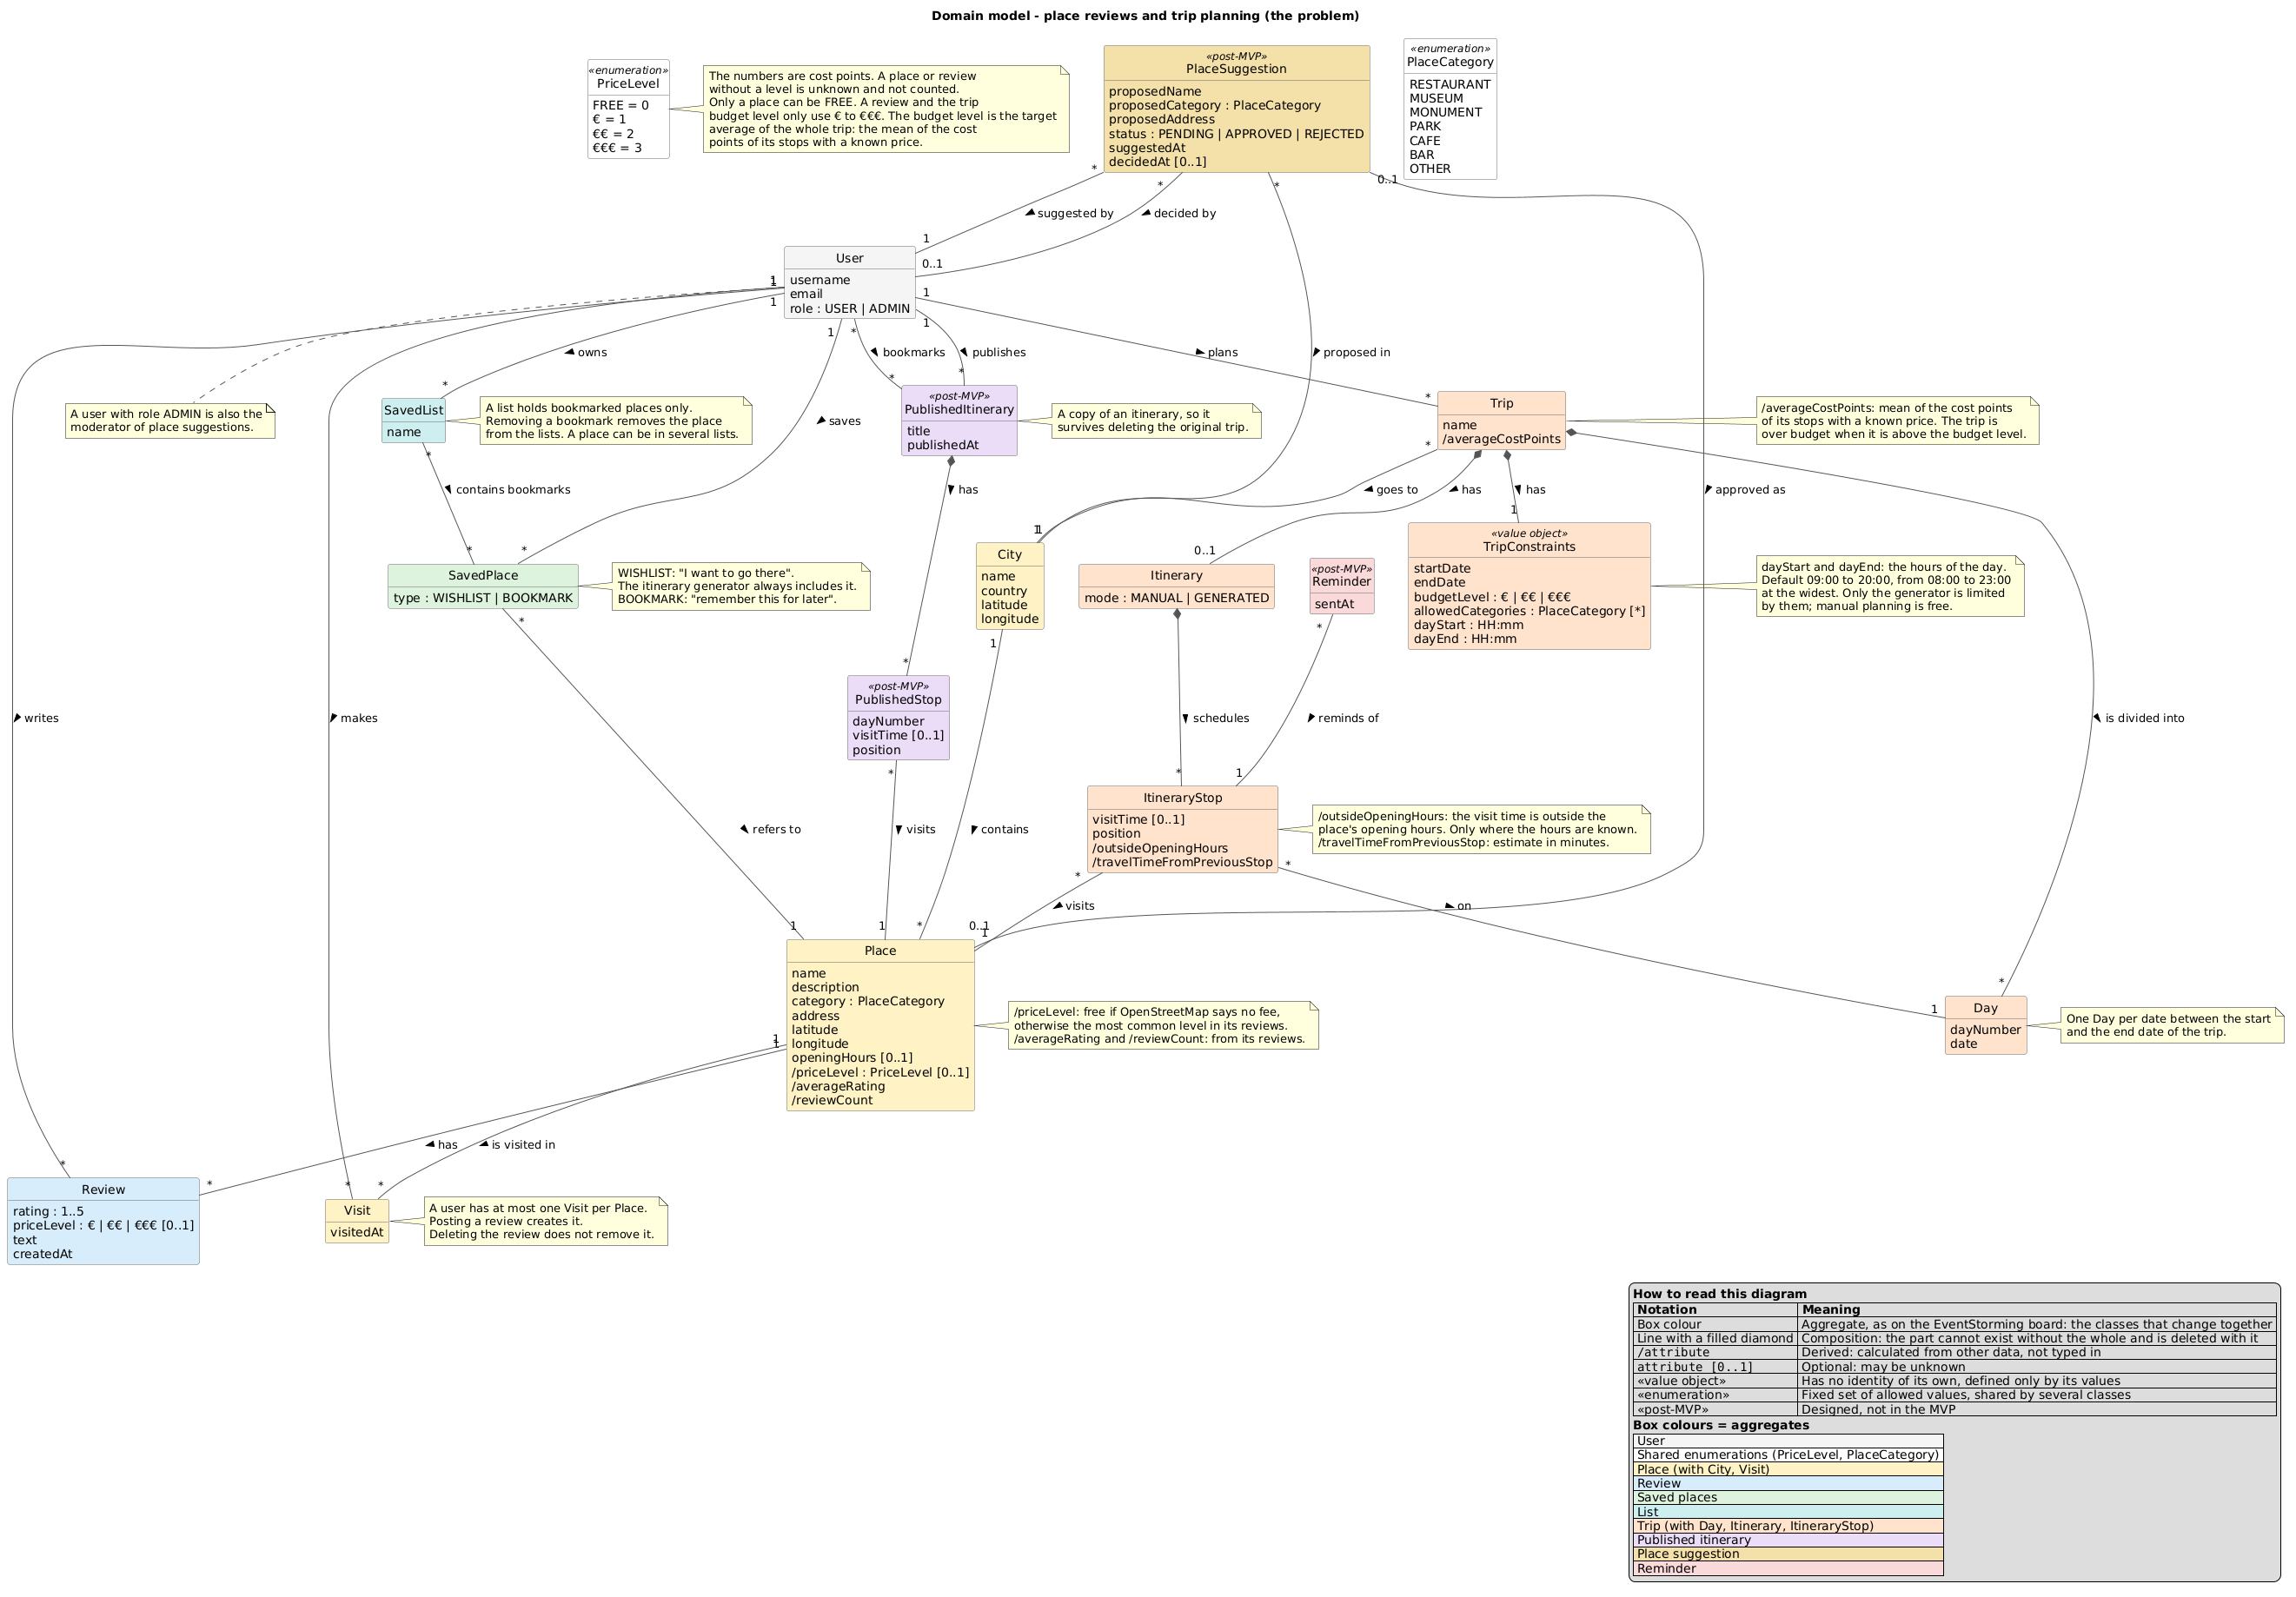 Domain model - place reviews and trip planning (the problem)
«enumeration»
PriceLevel
FREE = 0
€ = 1
€€ = 2
€€€ = 3
The numbers are cost points. A place or review
without a level is unknown and not counted.
Only a place can be FREE. A review and the trip
budget level only use € to €€€. The budget level is the target
average of the whole trip: the mean of the cost
points of its stops with a known price.
«post-MVP»
PlaceSuggestion
proposedName
proposedCategory : PlaceCategory
proposedAddress
status : PENDING | APPROVED | REJECTED
suggestedAt
decidedAt [0..1]
«enumeration»
PlaceCategory
RESTAURANT
MUSEUM
MONUMENT
PARK
CAFE
BAR
OTHER
* * * 0..1
suggested by
decided by
1
0..1
User
username
email
role : USER | ADMIN
1
1
1
1
1
1
*
owns
saves
bookmarks
publishes
plans
proposed in
*
*
*
*
A user with role ADMIN is also the
moderator of place suggestions.
SavedList
name
A list holds bookmarked places only.
Removing a bookmark removes the place
from the lists. A place can be in several lists.
«post-MVP»
PublishedItinerary
title
publishedAt
A copy of an itinerary, so it
survives deleting the original trip.
Trip
name
/averageCostPoints
/averageCostPoints: mean of the cost points
of its stops with a known price. The trip is
over budget when it is above the budget level.
*
*
contains bookmarks
has
goes to
has
has
approved as
*
*
1
1
0..1
1
SavedPlace
type : WISHLIST | BOOKMARK
WISHLIST: "I want to go there".
The itinerary generator always includes it.
BOOKMARK: "remember this for later".
City
name
country
latitude
longitude
Itinerary
mode : MANUAL | GENERATED
«post-MVP»
Reminder
sentAt
«value object»
TripConstraints
startDate
endDate
budgetLevel : € | €€ | €€€
allowedCategories : PlaceCategory [*]
dayStart : HH:mm
dayEnd : HH:mm
dayStart and dayEnd: the hours of the day.
Default 09:00 to 20:00, from 08:00 to 23:00
at the widest. Only the generator is limited
by them; manual planning is free.
*
*
1
*
«post-MVP»
PublishedStop
dayNumber
visitTime [0..1]
position
writes
makes
schedules
reminds of
is divided into
*
*
1
ItineraryStop
visitTime [0..1]
position
/outsideOpeningHours
/travelTimeFromPreviousStop
/outsideOpeningHours: the visit time is outside the
place's opening hours. Only where the hours are known.
/travelTimeFromPreviousStop: estimate in minutes.
refers to
visits
contains
*
*
visits
on
1
1
*
0..1
1
*
1
Place
name
description
category : PlaceCategory
address
latitude
longitude
openingHours [0..1]
/priceLevel : PriceLevel [0..1]
/averageRating
/reviewCount
/priceLevel: free if OpenStreetMap says no fee,
otherwise the most common level in its reviews.
/averageRating and /reviewCount: from its reviews.
Day
dayNumber
date
One Day per date between the start
and the end date of the trip.
1
1
has
is visited in
*
*
*
*
Review
rating : 1..5
priceLevel : € | €€ | €€€ [0..1]
text
createdAt
Visit
visitedAt
A user has at most one Visit per Place.
Posting a review creates it.
Deleting the review does not remove it.
How to read this diagram
Notation Meaning
Box colour Aggregate, as on the EventStorming board: the classes that change together
Line with a filled diamond Composition: the part cannot exist without the whole and is deleted with it
/attribute Derived: calculated from other data, not typed in
attribute [0..1] Optional: may be unknown
«value object» Has no identity of its own, defined only by its values
«enumeration» Fixed set of allowed values, shared by several classes
«post-MVP» Designed, not in the MVP
Box colours = aggregates
User
Shared enumerations (PriceLevel, PlaceCategory)
Place (with City, Visit)
Review
Saved places
List
Trip (with Day, Itinerary, ItineraryStop)
Published itinerary
Place suggestion
Reminder